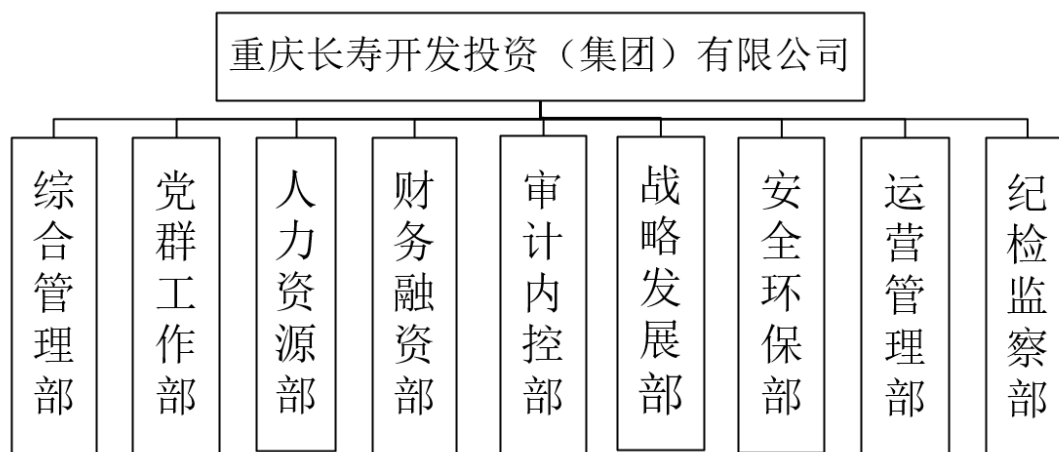 重庆长寿开发投资（集团）有限公司
综合管理部
党群工作部
人力资源部
财务融资部
审计内控部
战略发展部
安全环保部
运营管理部
纪检监察部